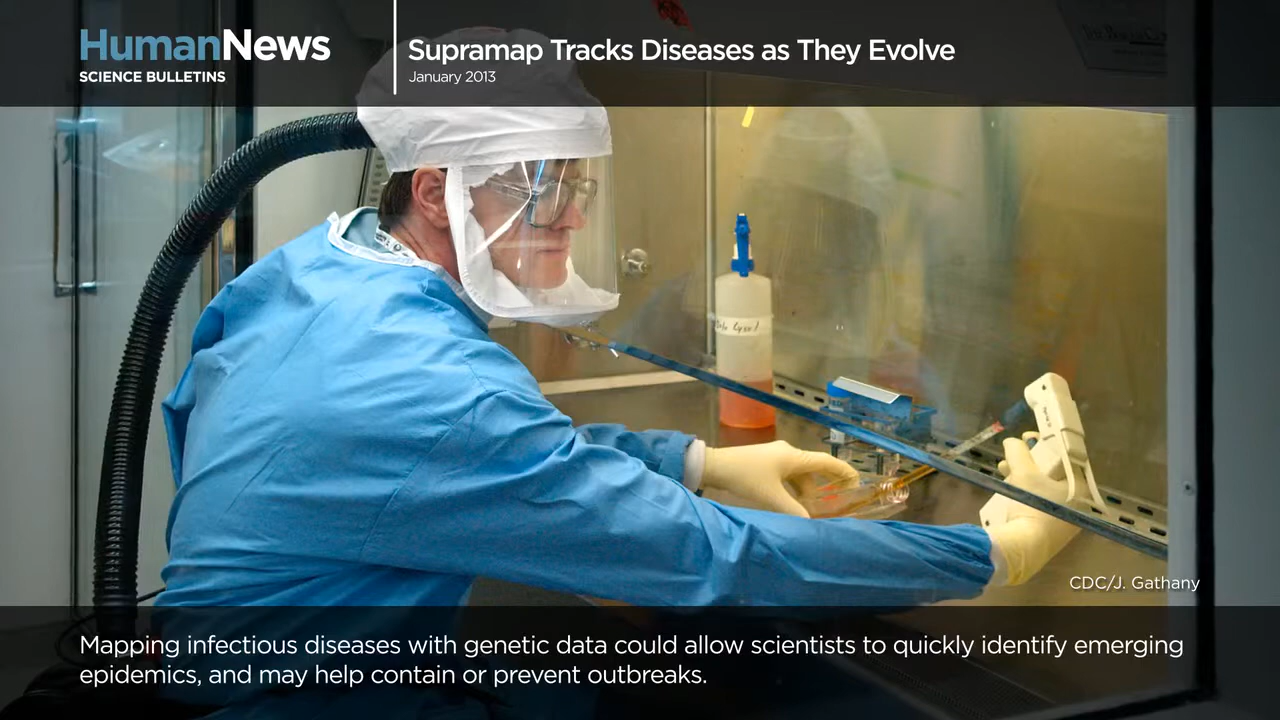 HumanNews
SCIENCE BULLETINS
Supramap Tracks Diseases as They Evolve
January 2013
CDC/J. Gathany
Mapping infectious diseases with genetic data could allow scientists to quickly identify emerging
epidemics, and may help contain or prevent outbreaks.